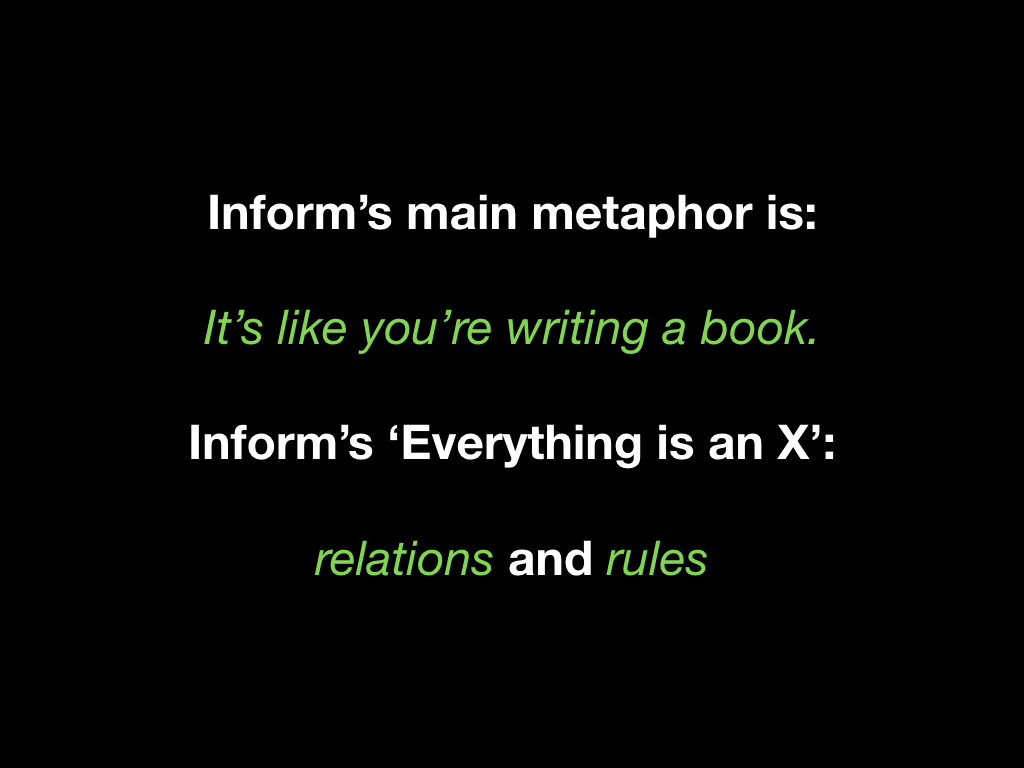 Inform’s main metaphor is:
It’s like you’re writing a book.
Inform’s ‘Everything is an X’:
relations and rules